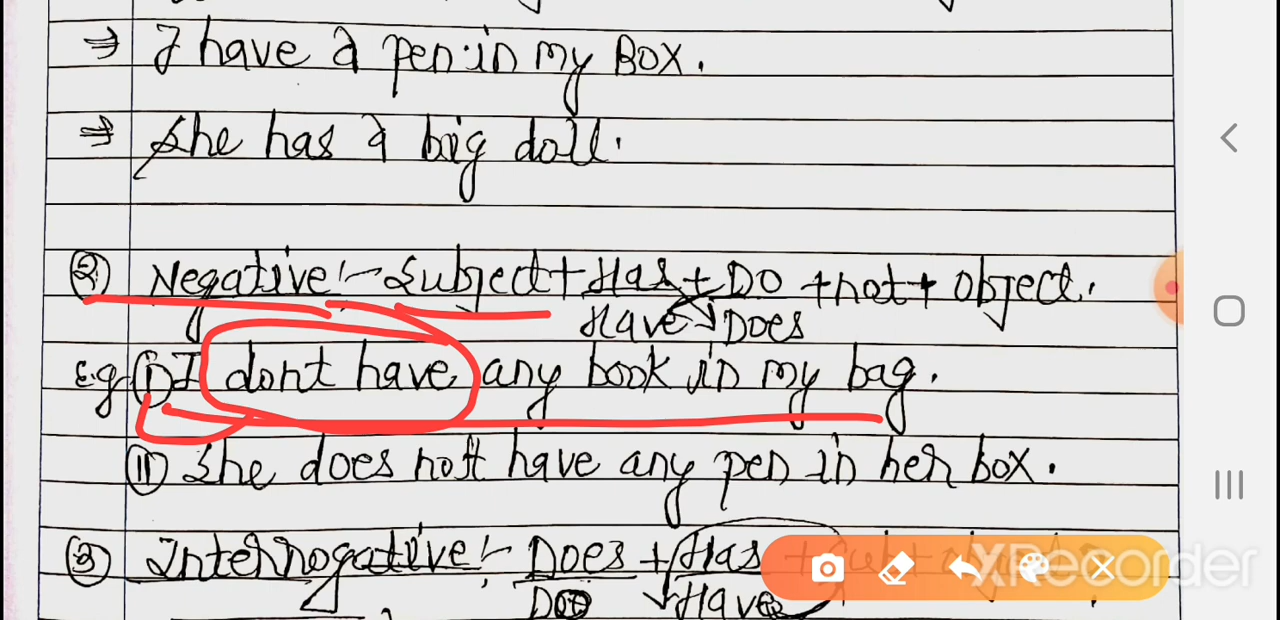 ⇒ I have a pen in my Box.
⇒ She has a big doll.
② Negative:- Subject + Has + Do + not + object.
Have Does
E.g. (i) I dont have any book in my bag.
(ii) She does not have any pen in her box.
③ Interrogative:- Does + Has +
Do Have
XRecorder